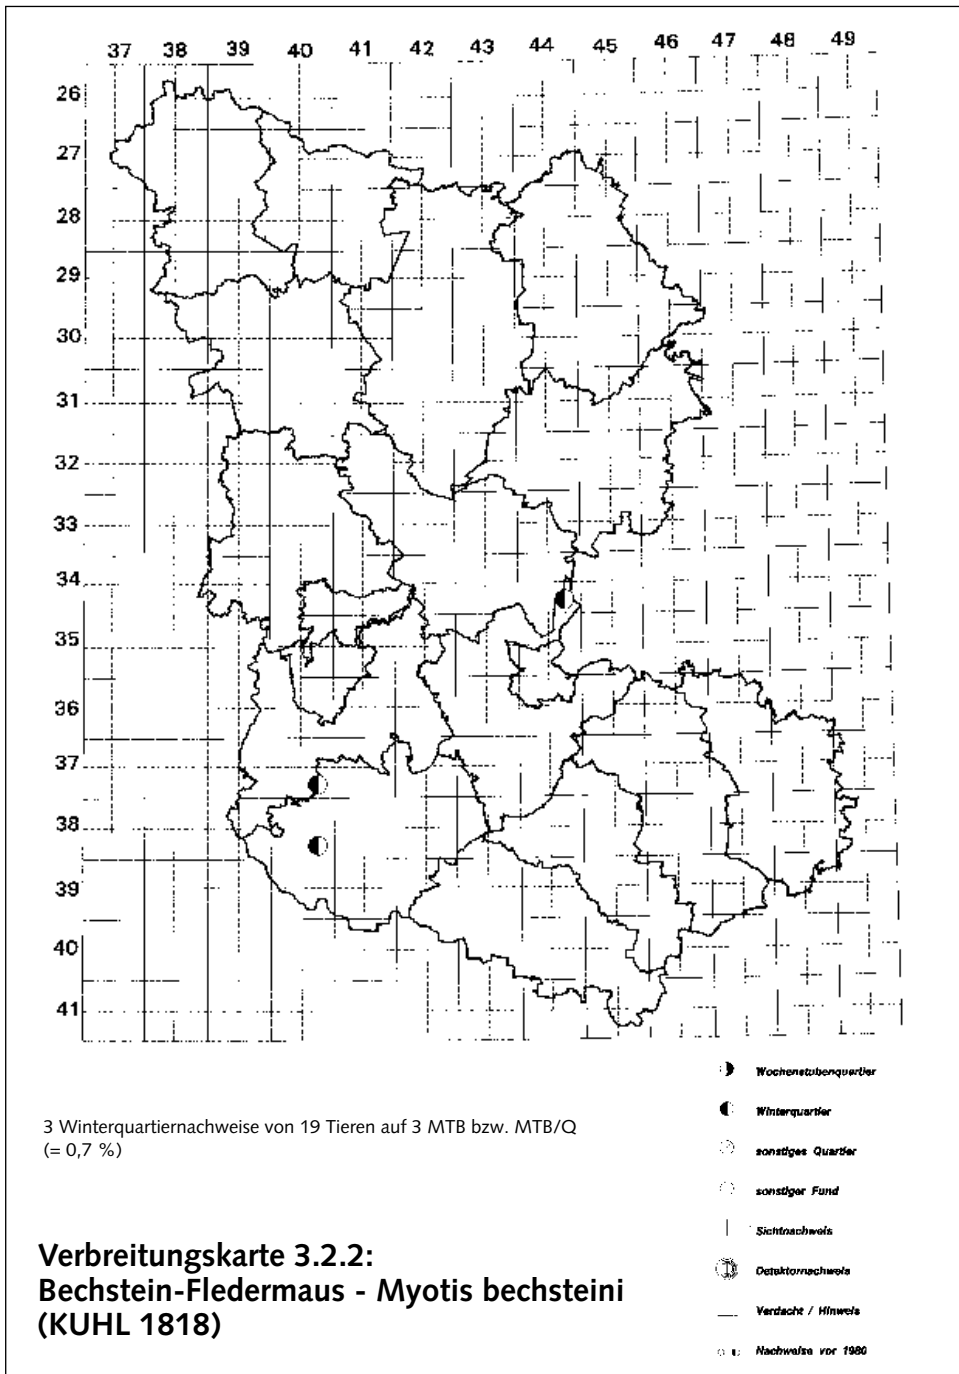 37 38 39 40 41 42 43 44 45 46 47 48 49
26
27
28
29
30
31
32
33
34
35
36
37
38
39
40
41
Wochenstubenquartier
Winterquartier
sonstiges Quartier
sonstiger Fund
Sichtnachweis
Detektornachweis
Verdacht / Hinweis
Nachweise vor 1980
3 Winterquartiernachweise von 19 Tieren auf 3 MTB bzw. MTB/Q
(= 0,7 %)
Verbreitungskarte 3.2.2:
Bechstein-Fledermaus - Myotis bechsteini
(KUHL 1818)